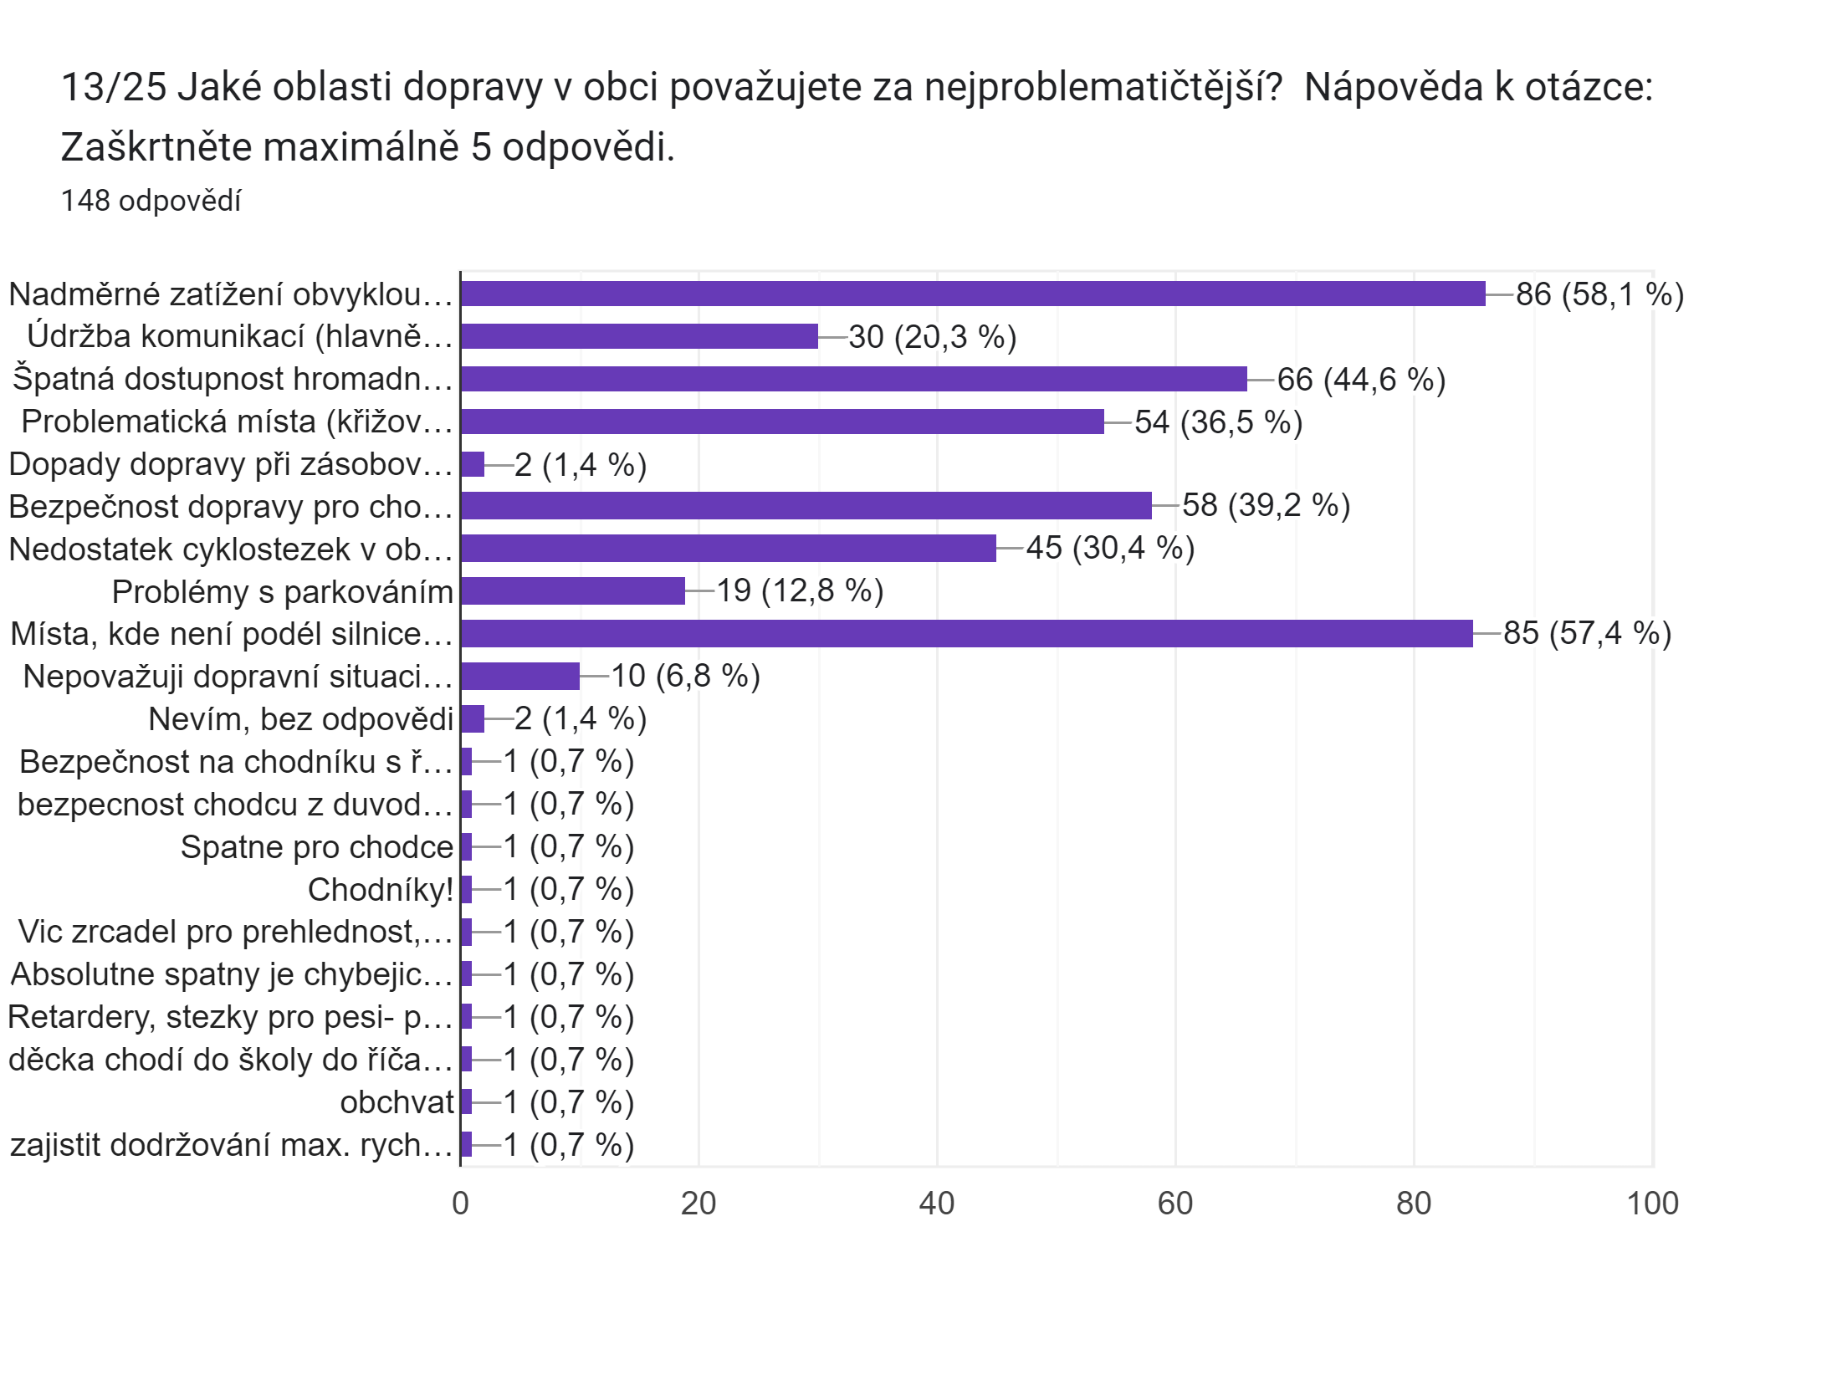 13/25 Jaké oblasti dopravy v obci považujete za nejproblematičtější?  Nápověda k otázce:
Zaškrtněte maximálně 5 odpovědi.
148 odpovědí
Nadměrné zatížení obvyklou… 86 (58,1 %)
Údržba komunikací (hlavně… 30 (20,3 %)
Špatná dostupnost hromadn… 66 (44,6 %)
Problematická místa (křižov… 54 (36,5 %)
Dopady dopravy při zásobov… 2 (1,4 %)
Bezpečnost dopravy pro cho… 58 (39,2 %)
Nedostatek cyklostezek v ob… 45 (30,4 %)
Problémy s parkováním 19 (12,8 %)
Místa, kde není podél silnice… 85 (57,4 %)
Nepovažuji dopravní situaci… 10 (6,8 %)
Nevím, bez odpovědi 2 (1,4 %)
Bezpečnost na chodníku s ř… 1 (0,7 %)
bezpecnost chodcu z duvod… 1 (0,7 %)
Spatne pro chodce 1 (0,7 %)
Chodníky! 1 (0,7 %)
Vic zrcadel pro prehlednost,… 1 (0,7 %)
Absolutne spatny je chybejic… 1 (0,7 %)
Retardery, stezky pro pesi- p… 1 (0,7 %)
děcka chodí do školy do říča… 1 (0,7 %)
obchvat 1 (0,7 %)
zajistit dodržování max. rych… 1 (0,7 %)
0 20 40 60 80 100